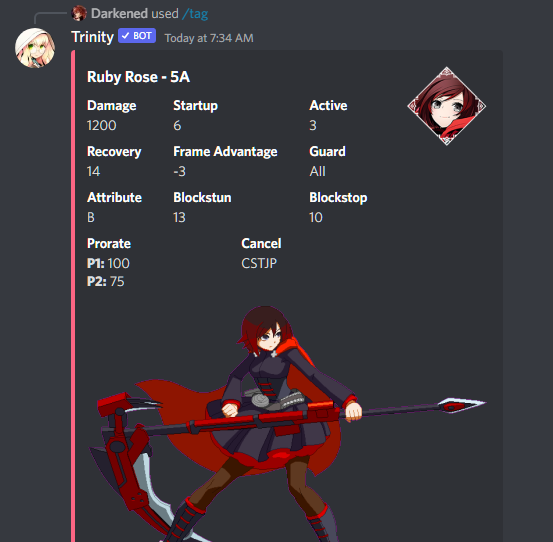 Darkened used /tag
Trinity ✓ BOT Today at 7:34 AM
Ruby Rose - 5A
Damage Startup Active
1200 6 3
Recovery Frame Advantage Guard
14 -3 All
Attribute Blockstun Blockstop
B 13 10
Prorate Cancel
P1: 100 CSTJP
P2: 75